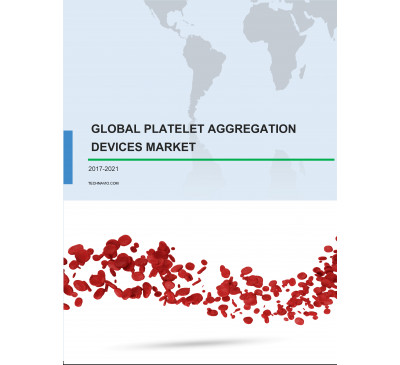 GLOBAL PLATELET AGGREGATION
DEVICES MARKET
2017-2021
TECHNAVIO.COM